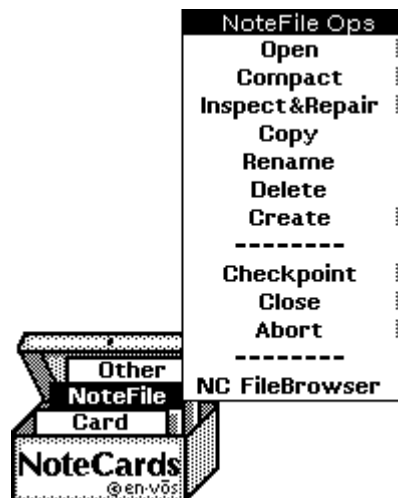 NoteFile Ops
Open
Compact
Inspect&Repair
Copy
Rename
Delete
Create
--------
Checkpoint
Close
Abort
--------
NC FileBrowser
Other
NoteFile
Card
NoteCards
©en·vōs